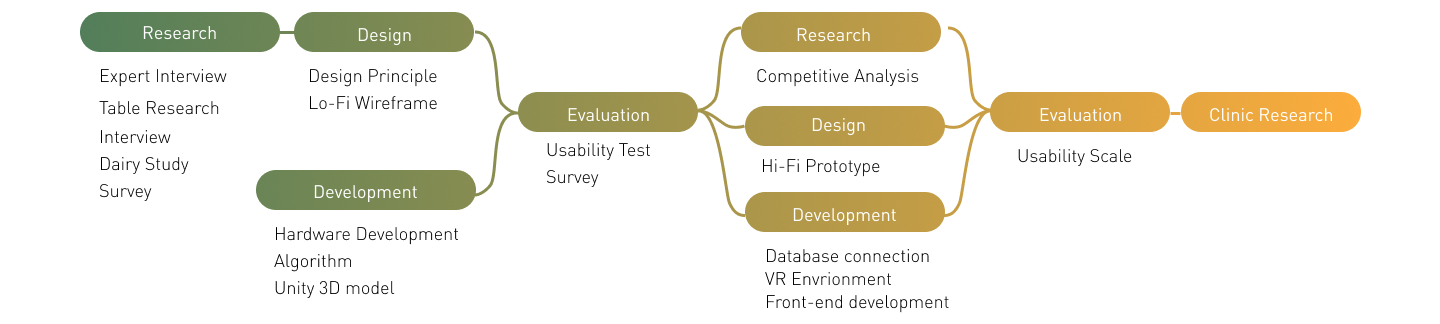 Research
Expert Interview
Table Research
Interview
Dairy Study
Survey
Design
Design Principle
Lo-Fi Wireframe
Development
Hardware Development
Algorithm
Unity 3D model
Evaluation
Usability Test
Survey
Research
Competitive Analysis
Design
Hi-Fi Prototype
Development
Database connection
VR Envrionment
Front-end development
Evaluation
Usability Scale
Clinic Research